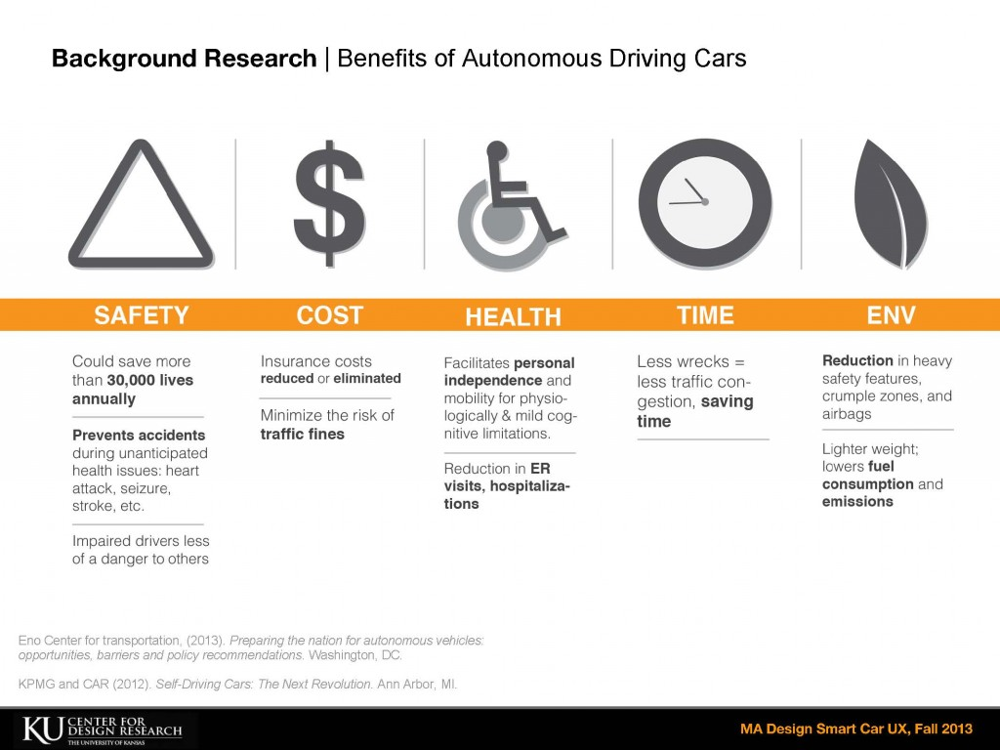 Background Research | Benefits of Autonomous Driving Cars
$
SAFETY
Could save more
than 30,000 lives
annually
Prevents accidents
during unanticipated
health issues: heart
attack, seizure,
stroke, etc.
Impaired drivers less
of a danger to others
COST
Insurance costs
reduced or eliminated
Minimize the risk of
traffic fines
HEALTH
Facilitates personal
independence and
mobility for physio-
logically & mild cog-
nitive limitations.
Reduction in ER
visits, hospitaliza-
tions
TIME
Less wrecks =
less traffic con-
gestion, saving
time
ENV
Reduction in heavy
safety features,
crumple zones, and
airbags
Lighter weight;
lowers fuel
consumption and
emissions
Eno Center for transportation, (2013). Preparing the nation for autonomous vehicles:
opportunities, barriers and policy recommendations. Washington, DC.
KPMG and CAR (2012). Self-Driving Cars: The Next Revolution. Ann Arbor, MI.
KU CENTER FOR
DESIGN RESEARCH
THE UNIVERSITY OF KANSAS
MA Design Smart Car UX, Fall 2013